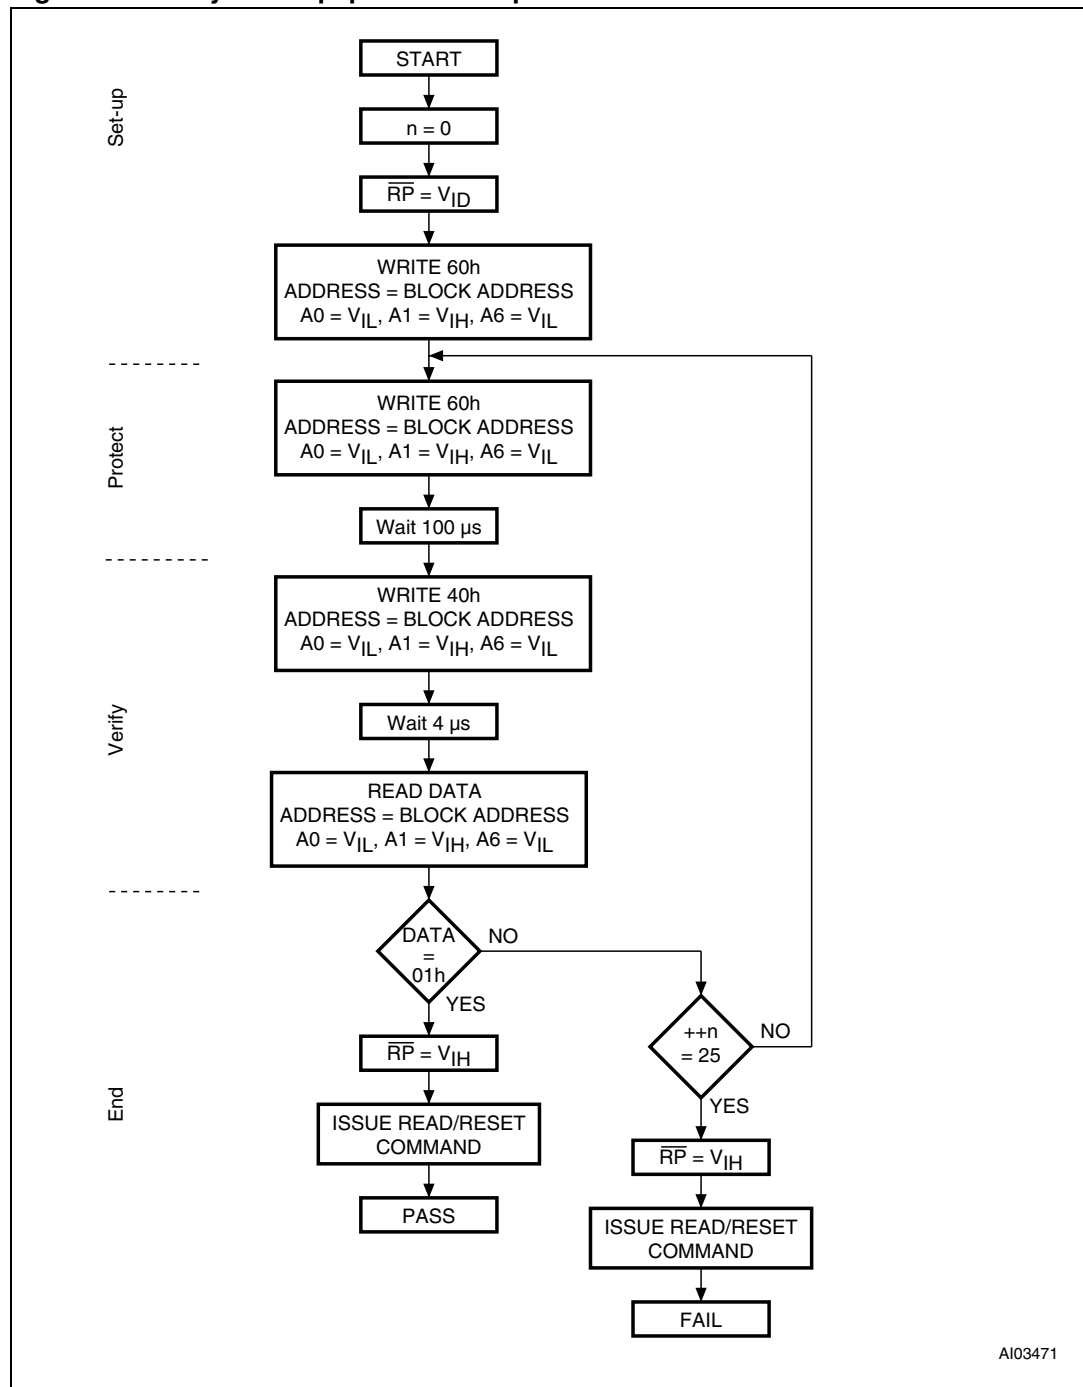 START
Set-up
n = 0
RP = VID
WRITE 60h
ADDRESS = BLOCK ADDRESS
A0 = VIL, A1 = VIH, A6 = VIL
Protect
WRITE 60h
ADDRESS = BLOCK ADDRESS
A0 = VIL, A1 = VIH, A6 = VIL
Wait 100 µs
Verify
WRITE 40h
ADDRESS = BLOCK ADDRESS
A0 = VIL, A1 = VIH, A6 = VIL
Wait 4 µs
READ DATA
ADDRESS = BLOCK ADDRESS
A0 = VIL, A1 = VIH, A6 = VIL
End
DATA
=
01h
NO
YES
++n
= 25
NO
YES
RP = VIH
ISSUE READ/RESET
COMMAND
PASS
RP = VIH
ISSUE READ/RESET
COMMAND
FAIL
AI03471